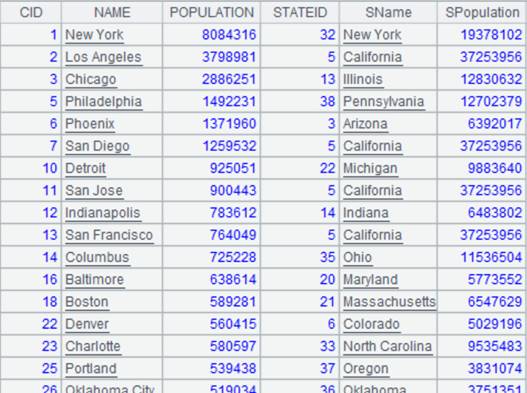 CID NAME POPULATION STATEID SName SPopulation
1 New York 8084316 32 New York 19378102
2 Los Angeles 3798981 5 California 37253956
3 Chicago 2886251 13 Illinois 12830632
5 Philadelphia 1492231 38 Pennsylvania 12702379
6 Phoenix 1371960 3 Arizona 6392017
7 San Diego 1259532 5 California 37253956
10 Detroit 925051 22 Michigan 9883640
11 San Jose 900443 5 California 37253956
12 Indianapolis 783612 14 Indiana 6483802
13 San Francisco 764049 5 California 37253956
14 Columbus 725228 35 Ohio 11536504
16 Baltimore 638614 20 Maryland 5773552
18 Boston 589281 21 Massachusetts 6547629
22 Denver 560415 6 Colorado 5029196
23 Charlotte 580597 33 North Carolina 9535483
25 Portland 539438 37 Oregon 3831074
26 Oklahoma City 519034 36 Oklahoma 3751351